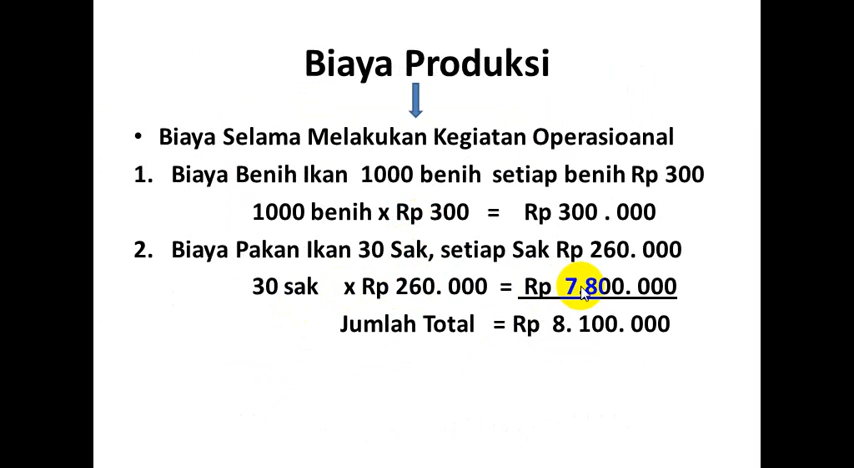 Biaya Produksi
• Biaya Selama Melakukan Kegiatan Operasioanal
1. Biaya Benih Ikan 1000 benih setiap benih Rp 300
1000 benih x Rp 300 = Rp 300 . 000
2. Biaya Pakan Ikan 30 Sak, setiap Sak Rp 260. 000
30 sak x Rp 260. 000 = Rp 7.800. 000
Jumlah Total = Rp 8. 100. 000